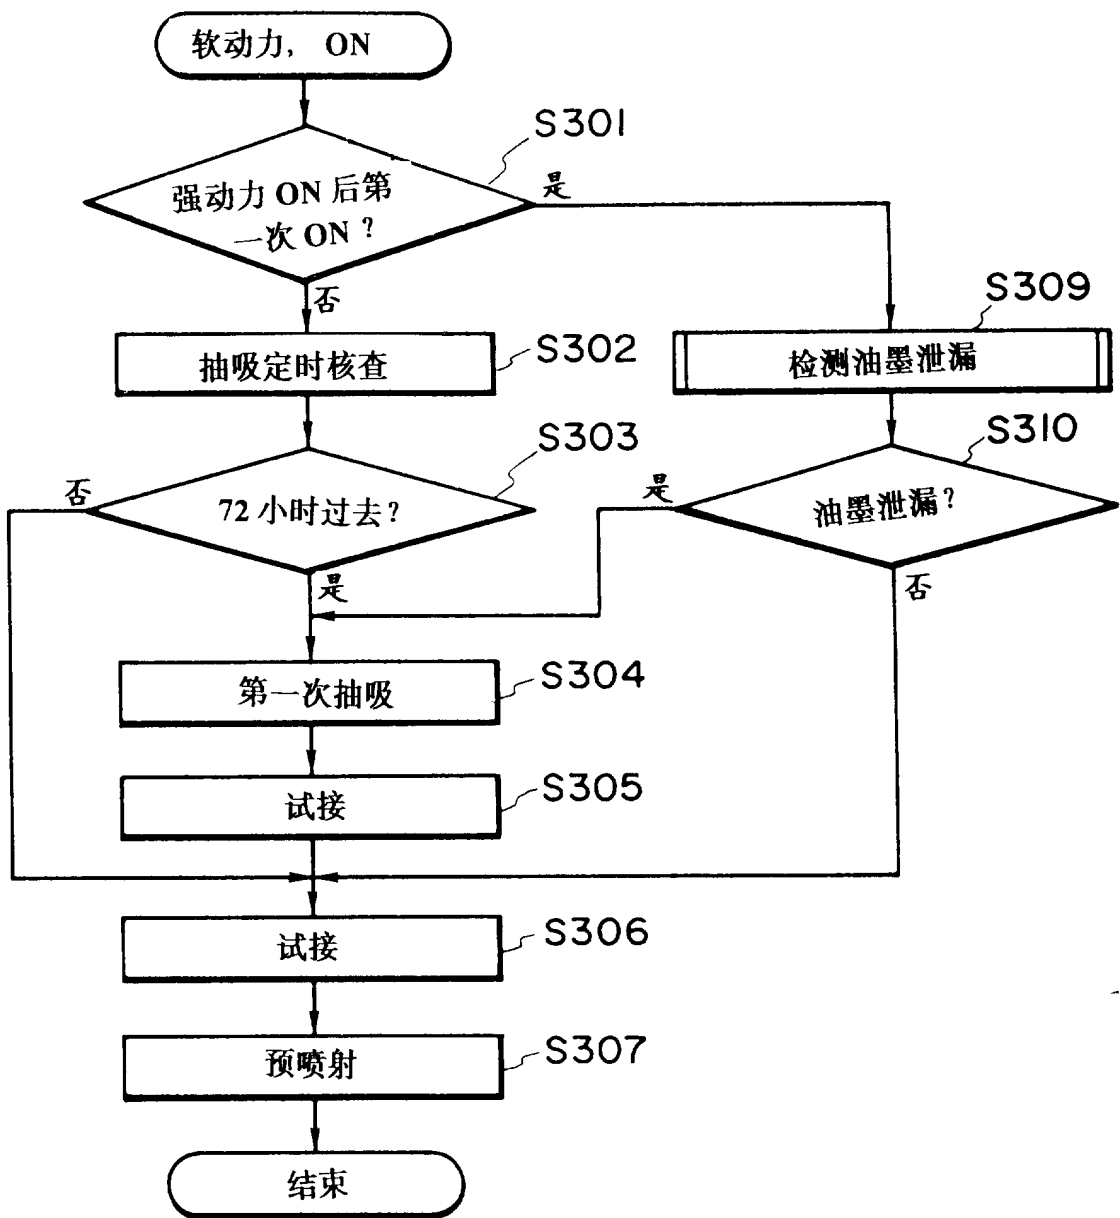 软动力, ON
S301
强动力 ON 后第
一次 ON？
是
否
S309
抽吸定时核查
S302
检测油墨泄漏
S303
S310
否
72 小时过去？
是
油墨泄漏？
是
否
第一次抽吸
S304
试接
S305
试接
S306
预喷射
S307
结束